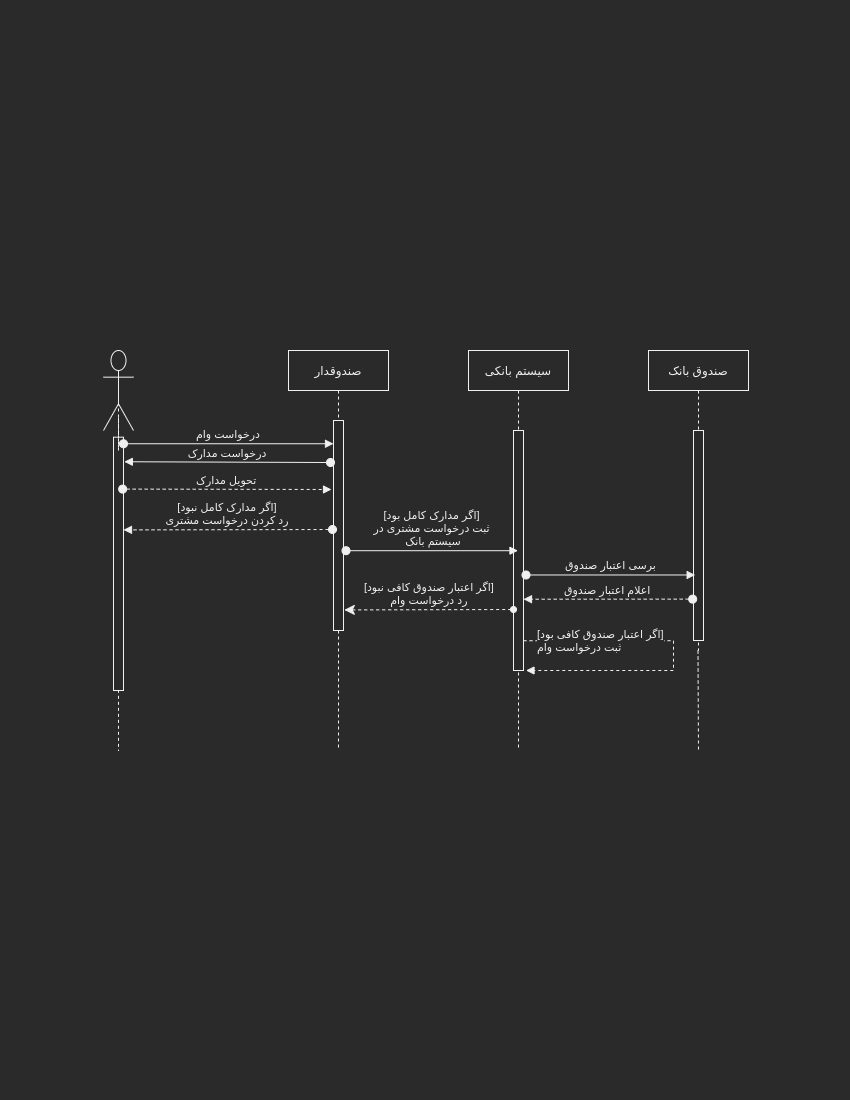 صندوقدار
سیستم بانکی
صندوق بانک
درخواست وام
درخواست مدارک
تحویل مدارک
[اگر مدارک کامل نبود]
رد کردن درخواست مشتری
[اگر مدارک کامل بود]
ثبت درخواست مشتری در
سیستم بانک
برسی اعتبار صندوق
اعلام اعتبار صندوق
[اگر اعتبار صندوق کافی نبود]
رد درخواست وام
[اگر اعتبار صندوق کافی بود]
ثبت درخواست وام